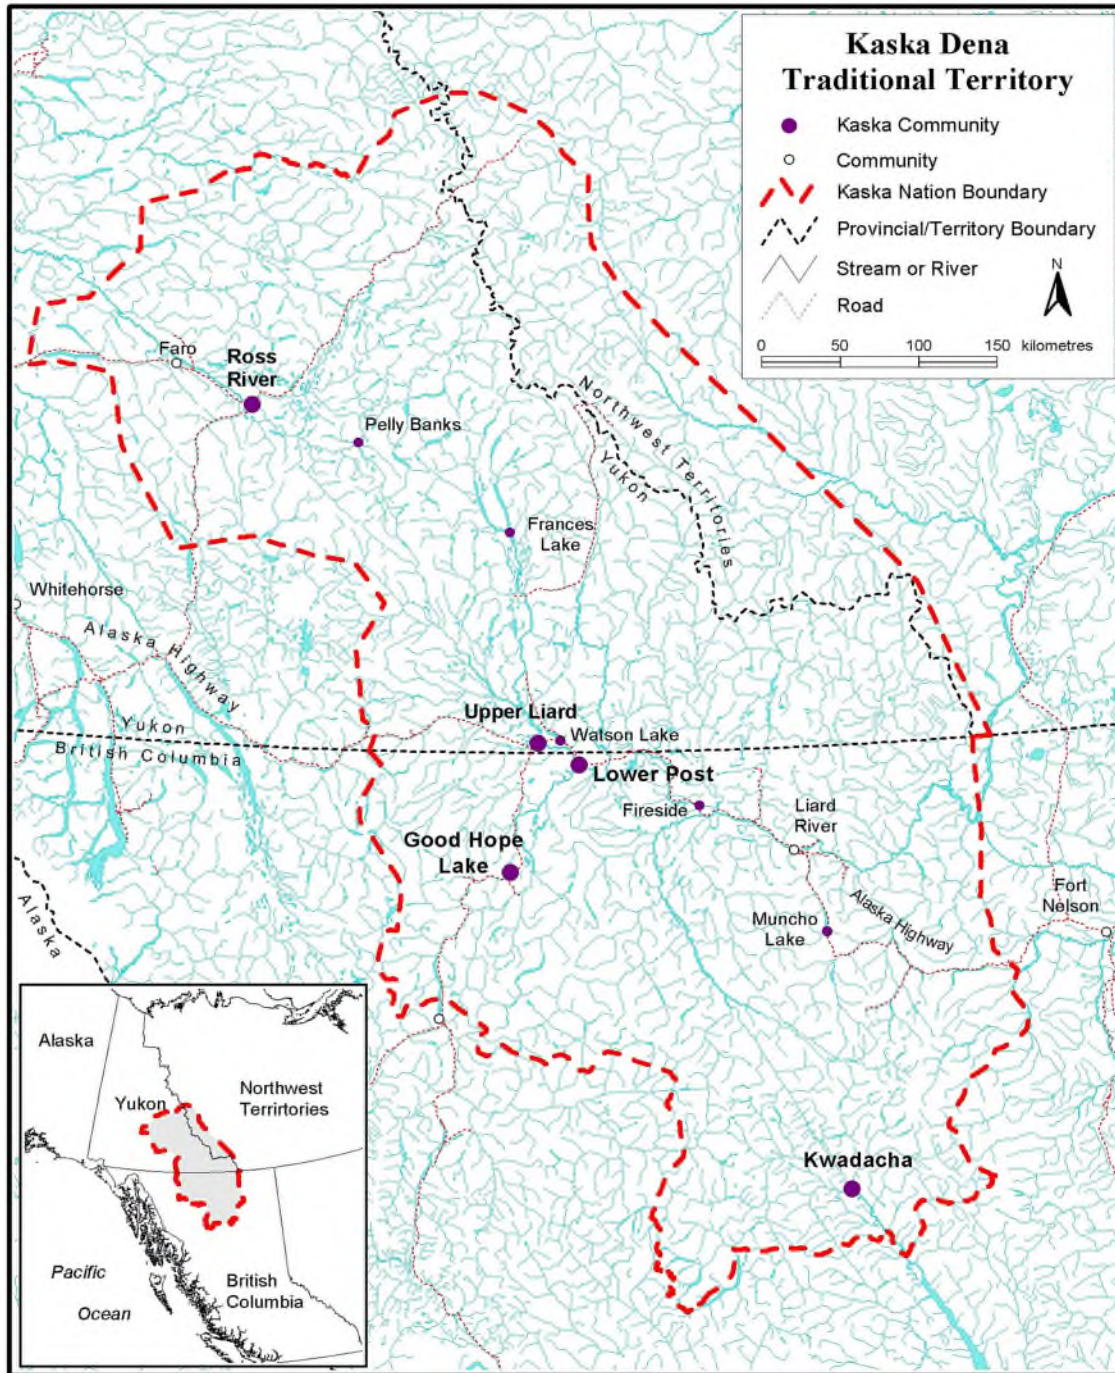 Kaska Dena
Traditional Territory
Kaska Community
Community
Kaska Nation Boundary
Provincial/Territory Boundary
Stream or River
Road
N
0 50 100 150 kilometres
Faro
Ross
River
Pelly Banks
Northwest Territories
Yukon
Frances
Lake
Whitehorse
Alaska Highway
Yukon
British Columbia
Upper Liard
Watson Lake
Lower Post
Fireside
Liard
River
Good Hope
Lake
Muncho
Lake
Alaska Highway
Fort
Nelson
Alaska
Kwadacha
Alaska
Yukon
Northwest
Terrirtories
Pacific
Ocean
British
Columbia